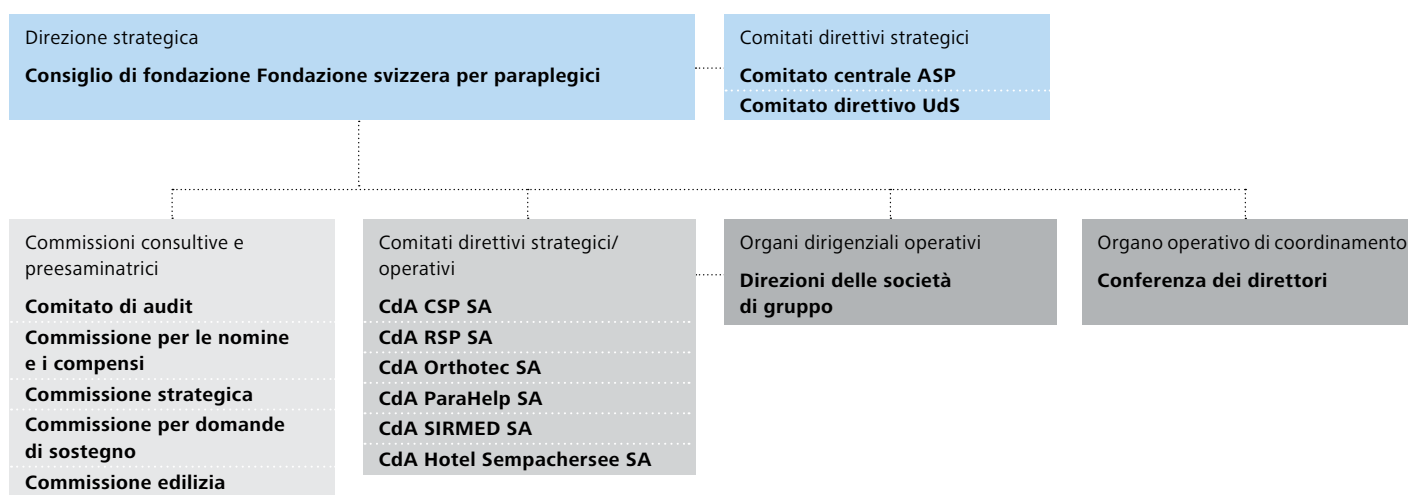 Direzione strategica
Consiglio di fondazione Fondazione svizzera per paraplegici
Comitati direttivi strategici
Comitato centrale ASP
Comitato direttivo UdS
Commissioni consultive e
preesaminatrici
Comitato di audit
Commissione per le nomine
e i compensi
Commissione strategica
Commissione per domande
di sostegno
Commissione edilizia
Comitati direttivi strategici/
operativi
CdA CSP SA
CdA RSP SA
CdA Orthotec SA
CdA ParaHelp SA
CdA SIRMED SA
CdA Hotel Sempachersee SA
Organi dirigenziali operativi
Direzioni delle società
di gruppo
Organo operativo di coordinamento
Conferenza dei direttori